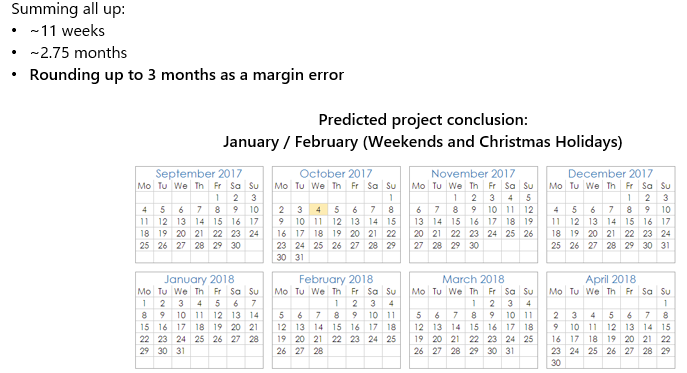 Summing all up:
• ~11 weeks
• ~2.75 months
• Rounding up to 3 months as a margin error
Predicted project conclusion:
January / February (Weekends and Christmas Holidays)
September 2017
Mo Tu We Th Fr Sa Su
1 2 3
4 5 6 7 8 9 10
11 12 13 14 15 16 17
18 19 20 21 22 23 24
25 26 27 28 29 30
October 2017
Mo Tu We Th Fr Sa Su
1
2 3 4 5 6 7 8
9 10 11 12 13 14 15
16 17 18 19 20 21 22
23 24 25 26 27 28 29
30 31
November 2017
Mo Tu We Th Fr Sa Su
1 2 3 4 5
6 7 8 9 10 11 12
13 14 15 16 17 18 19
20 21 22 23 24 25 26
27 28 29 30
December 2017
Mo Tu We Th Fr Sa Su
1 2 3
4 5 6 7 8 9 10
11 12 13 14 15 16 17
18 19 20 21 22 23 24
25 26 27 28 29 30 31
January 2018
Mo Tu We Th Fr Sa Su
1 2 3 4 5 6 7
8 9 10 11 12 13 14
15 16 17 18 19 20 21
22 23 24 25 26 27 28
29 30 31
February 2018
Mo Tu We Th Fr Sa Su
1 2 3 4
5 6 7 8 9 10 11
12 13 14 15 16 17 18
19 20 21 22 23 24 25
26 27 28
March 2018
Mo Tu We Th Fr Sa Su
1 2 3 4
5 6 7 8 9 10 11
12 13 14 15 16 17 18
19 20 21 22 23 24 25
26 27 28 29 30 31
April 2018
Mo Tu We Th Fr Sa Su
1
2 3 4 5 6 7 8
9 10 11 12 13 14 15
16 17 18 19 20 21 22
23 24 25 26 27 28 29
30